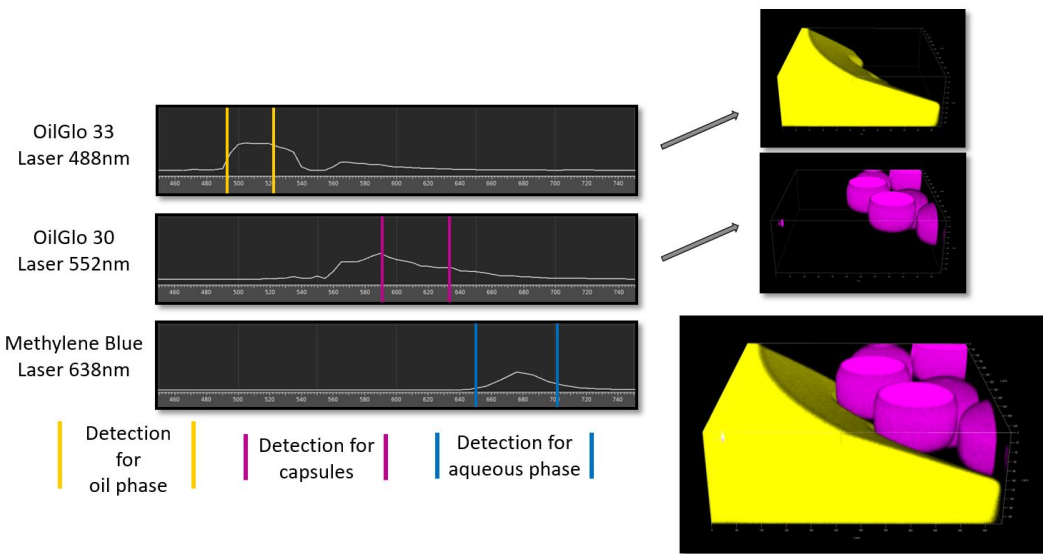 OilGlo 33
Laser 488nm
460 480 500 520 540 560 580 600 620 640 660 680 700 720 740
OilGlo 30
Laser 552nm
460 480 500 520 540 560 580 600 620 640 660 680 700 720 740
Methylene Blue
Laser 638nm
460 480 500 520 540 560 580 600 620 640 660 680 700 720 740
Detection
for
oil phase
Detection for
capsules
Detection for
aqueous phase